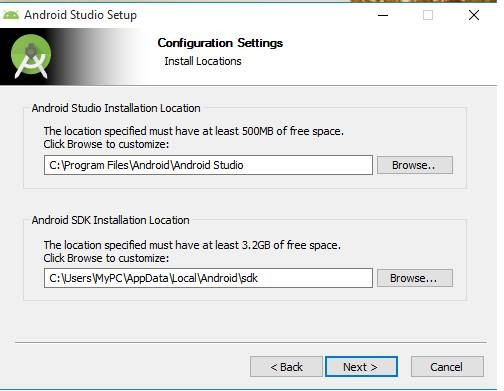 Android Studio Setup
Configuration Settings
Install Locations
Android Studio Installation Location
The location specified must have at least 500MB of free space.
Click Browse to customize:
C:\Program Files\Android\Android Studio
Browse..
Android SDK Installation Location
The location specified must have at least 3.2GB of free space.
Click Browse to customize:
C:\Users\MyPC\AppData\Local\Android\sdk
Browse...
< Back
Next >
Cancel